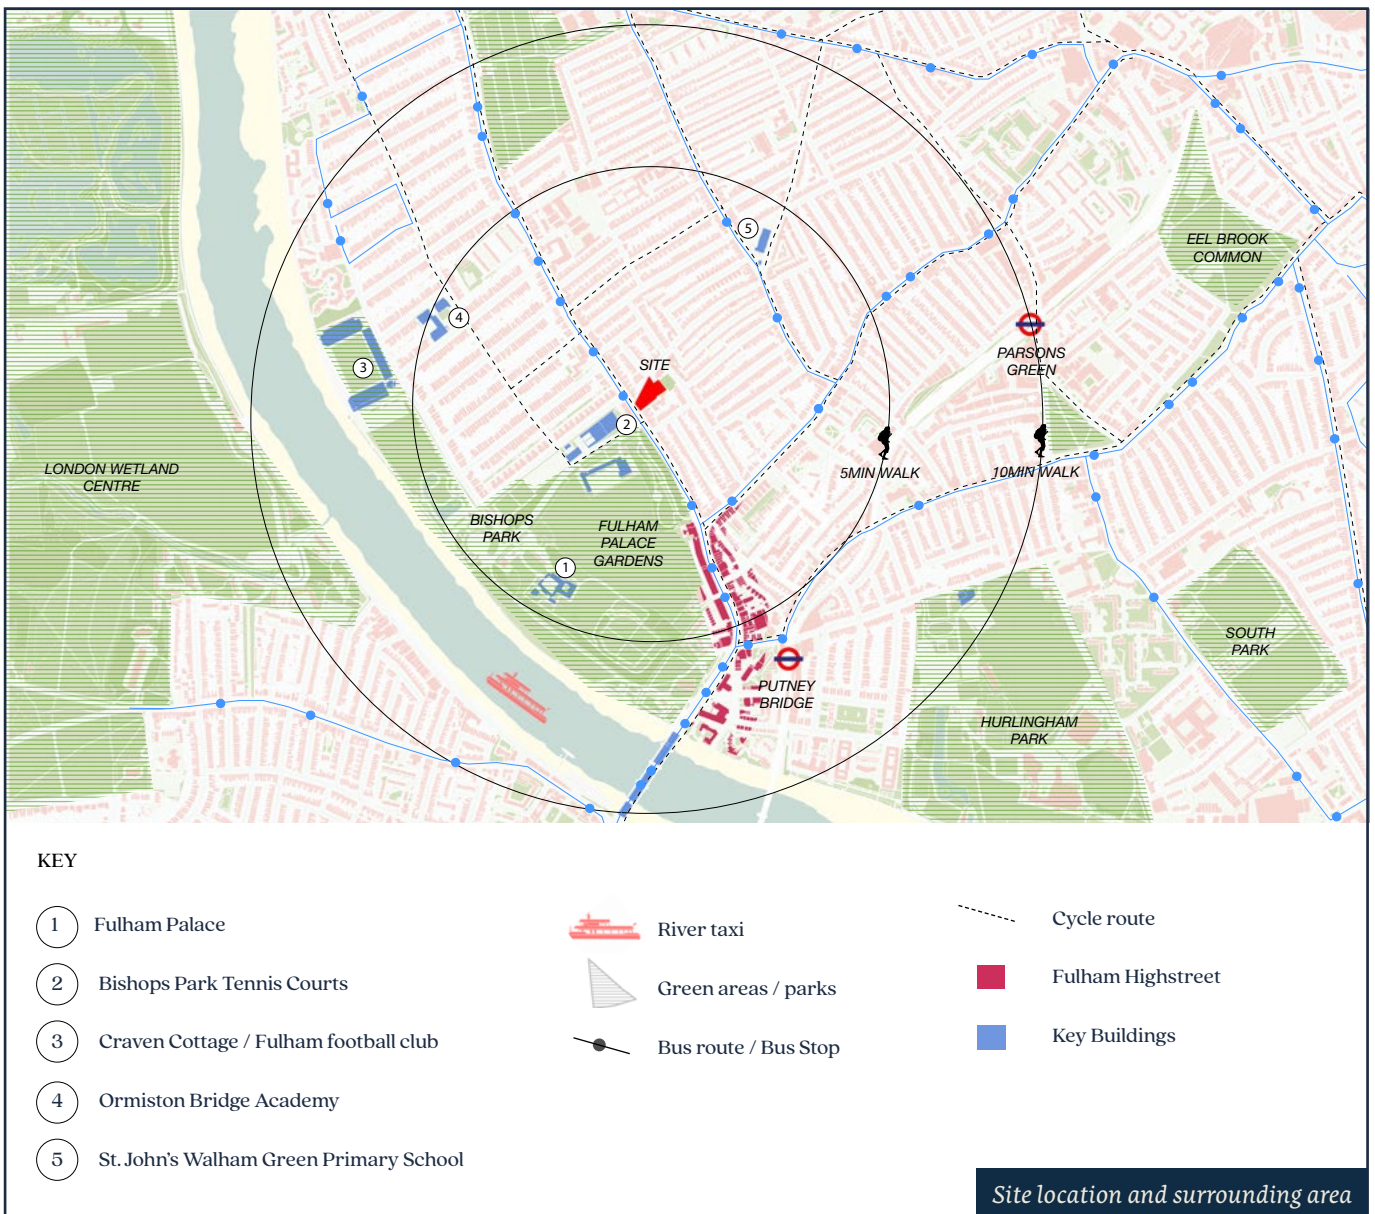 EEL BROOK
COMMON
5
4
PARSONS
GREEN
SITE
3
2
LONDON WETLAND
CENTRE
5MIN WALK
10MIN WALK
BISHOPS
PARK
FULHAM
PALACE
GARDENS
1
SOUTH
PARK
PUTNEY
BRIDGE
HURLINGHAM
PARK
KEY
1 Fulham Palace
2 Bishops Park Tennis Courts
3 Craven Cottage / Fulham football club
4 Ormiston Bridge Academy
5 St. John's Walham Green Primary School
River taxi
Green areas / parks
Bus route / Bus Stop
Cycle route
Fulham Highstreet
Key Buildings
Site location and surrounding area